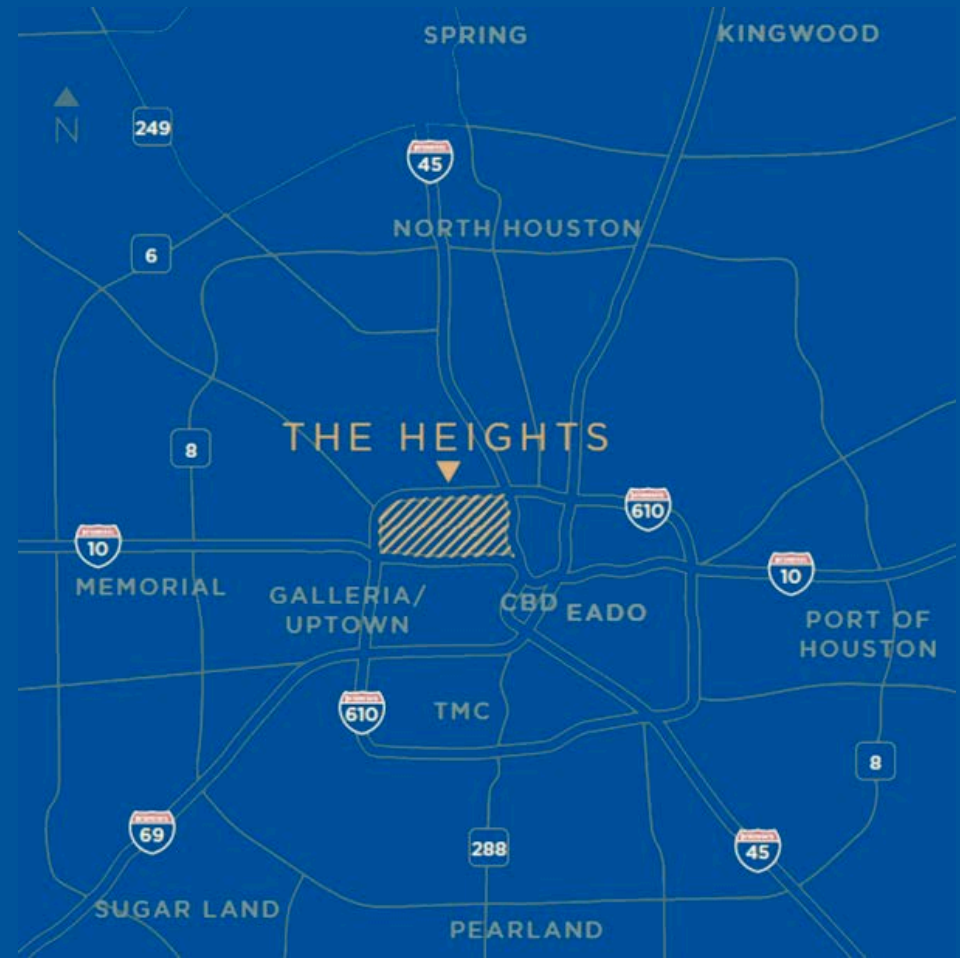 SPRING
KINGWOOD
N
249
45
NORTH HOUSTON
6
THE HEIGHTS
8
610
10
10
MEMORIAL
GALLERIA/
UPTOWN
CBD
EADO
PORT OF
HOUSTON
610
TMC
8
69
288
45
SUGAR LAND
PEARLAND